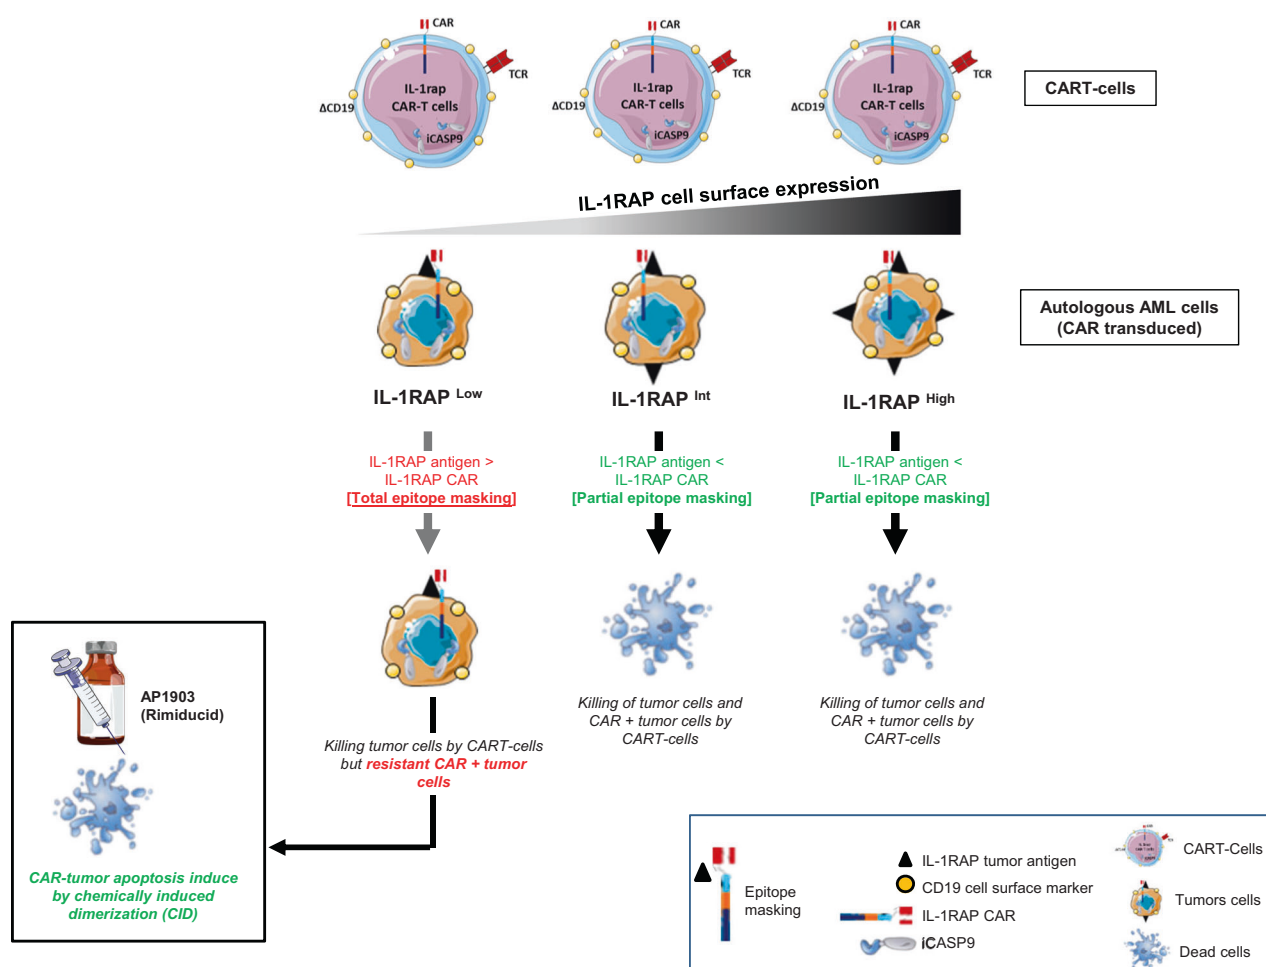 CAR
TCR
ΔCD19
IL-1rap
CAR-T cells
iCASP9
CAR
TCR
ΔCD19
IL-1rap
CAR-T cells
iCASP9
CAR
TCR
ΔCD19
IL-1rap
CAR-T cells
iCASP9
CART-cells
IL-1RAP cell surface expression
Autologous AML cells
(CAR transduced)
IL-1RAP Low
IL-1RAP Int
IL-1RAP High
IL-1RAP antigen >
IL-1RAP CAR
[Total epitope masking]
IL-1RAP antigen <
IL-1RAP CAR
[Partial epitope masking]
IL-1RAP antigen <
IL-1RAP CAR
[Partial epitope masking]
Killing tumor cells by CART-cells
but resistant CAR + tumor
cells
Killing of tumor cells and
CAR + tumor cells by
CART-cells
Killing of tumor cells and
CAR + tumor cells by
CART-cells
AP1903
(Rimiducid)
CAR-tumor apoptosis induce
by chemically induced
dimerization (CID)
Epitope
masking
IL-1RAP tumor antigen
CD19 cell surface marker
IL-1RAP CAR
iCASP9
CART-Cells
Tumors cells
Dead cells